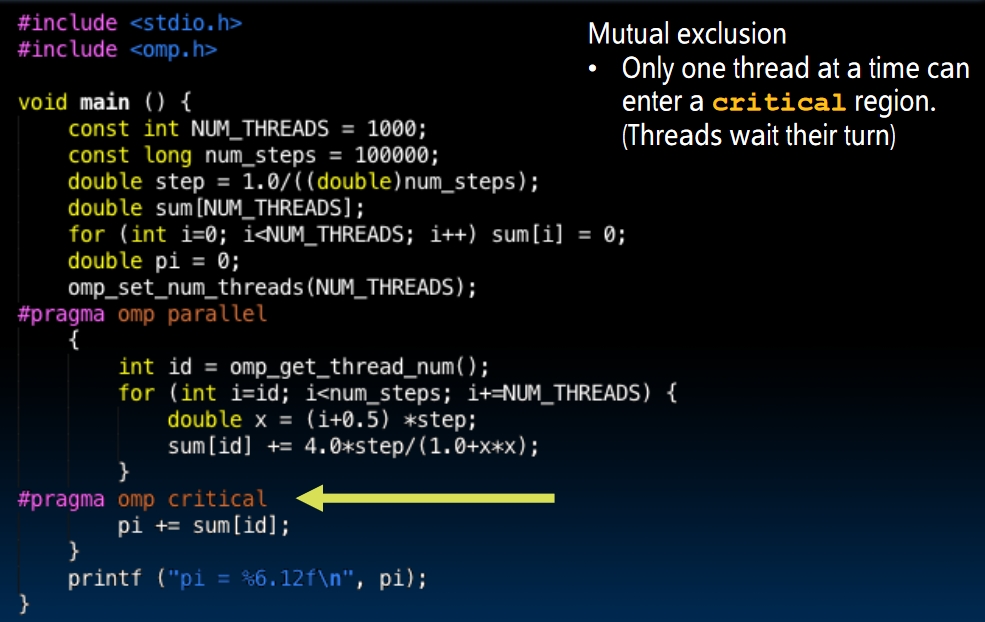 #include <stdio.h>
#include <omp.h>
void main () {
    const int NUM_THREADS = 1000;
    const long num_steps = 100000;
    double step = 1.0/((double)num_steps);
    double sum[NUM_THREADS];
    for (int i=0; i<NUM_THREADS; i++) sum[i] = 0;
    double pi = 0;
    omp_set_num_threads(NUM_THREADS);
#pragma omp parallel
    {
        int id = omp_get_thread_num();
        for (int i=id; i<num_steps; i+=NUM_THREADS) {
            double x = (i+0.5) *step;
            sum[id] += 4.0*step/(1.0+x*x);
        }
#pragma omp critical
        pi += sum[id];
    }
    printf ("pi = %6.12f\n", pi);
}
Mutual exclusion
• Only one thread at a time can
enter a critical region.
(Threads wait their turn)